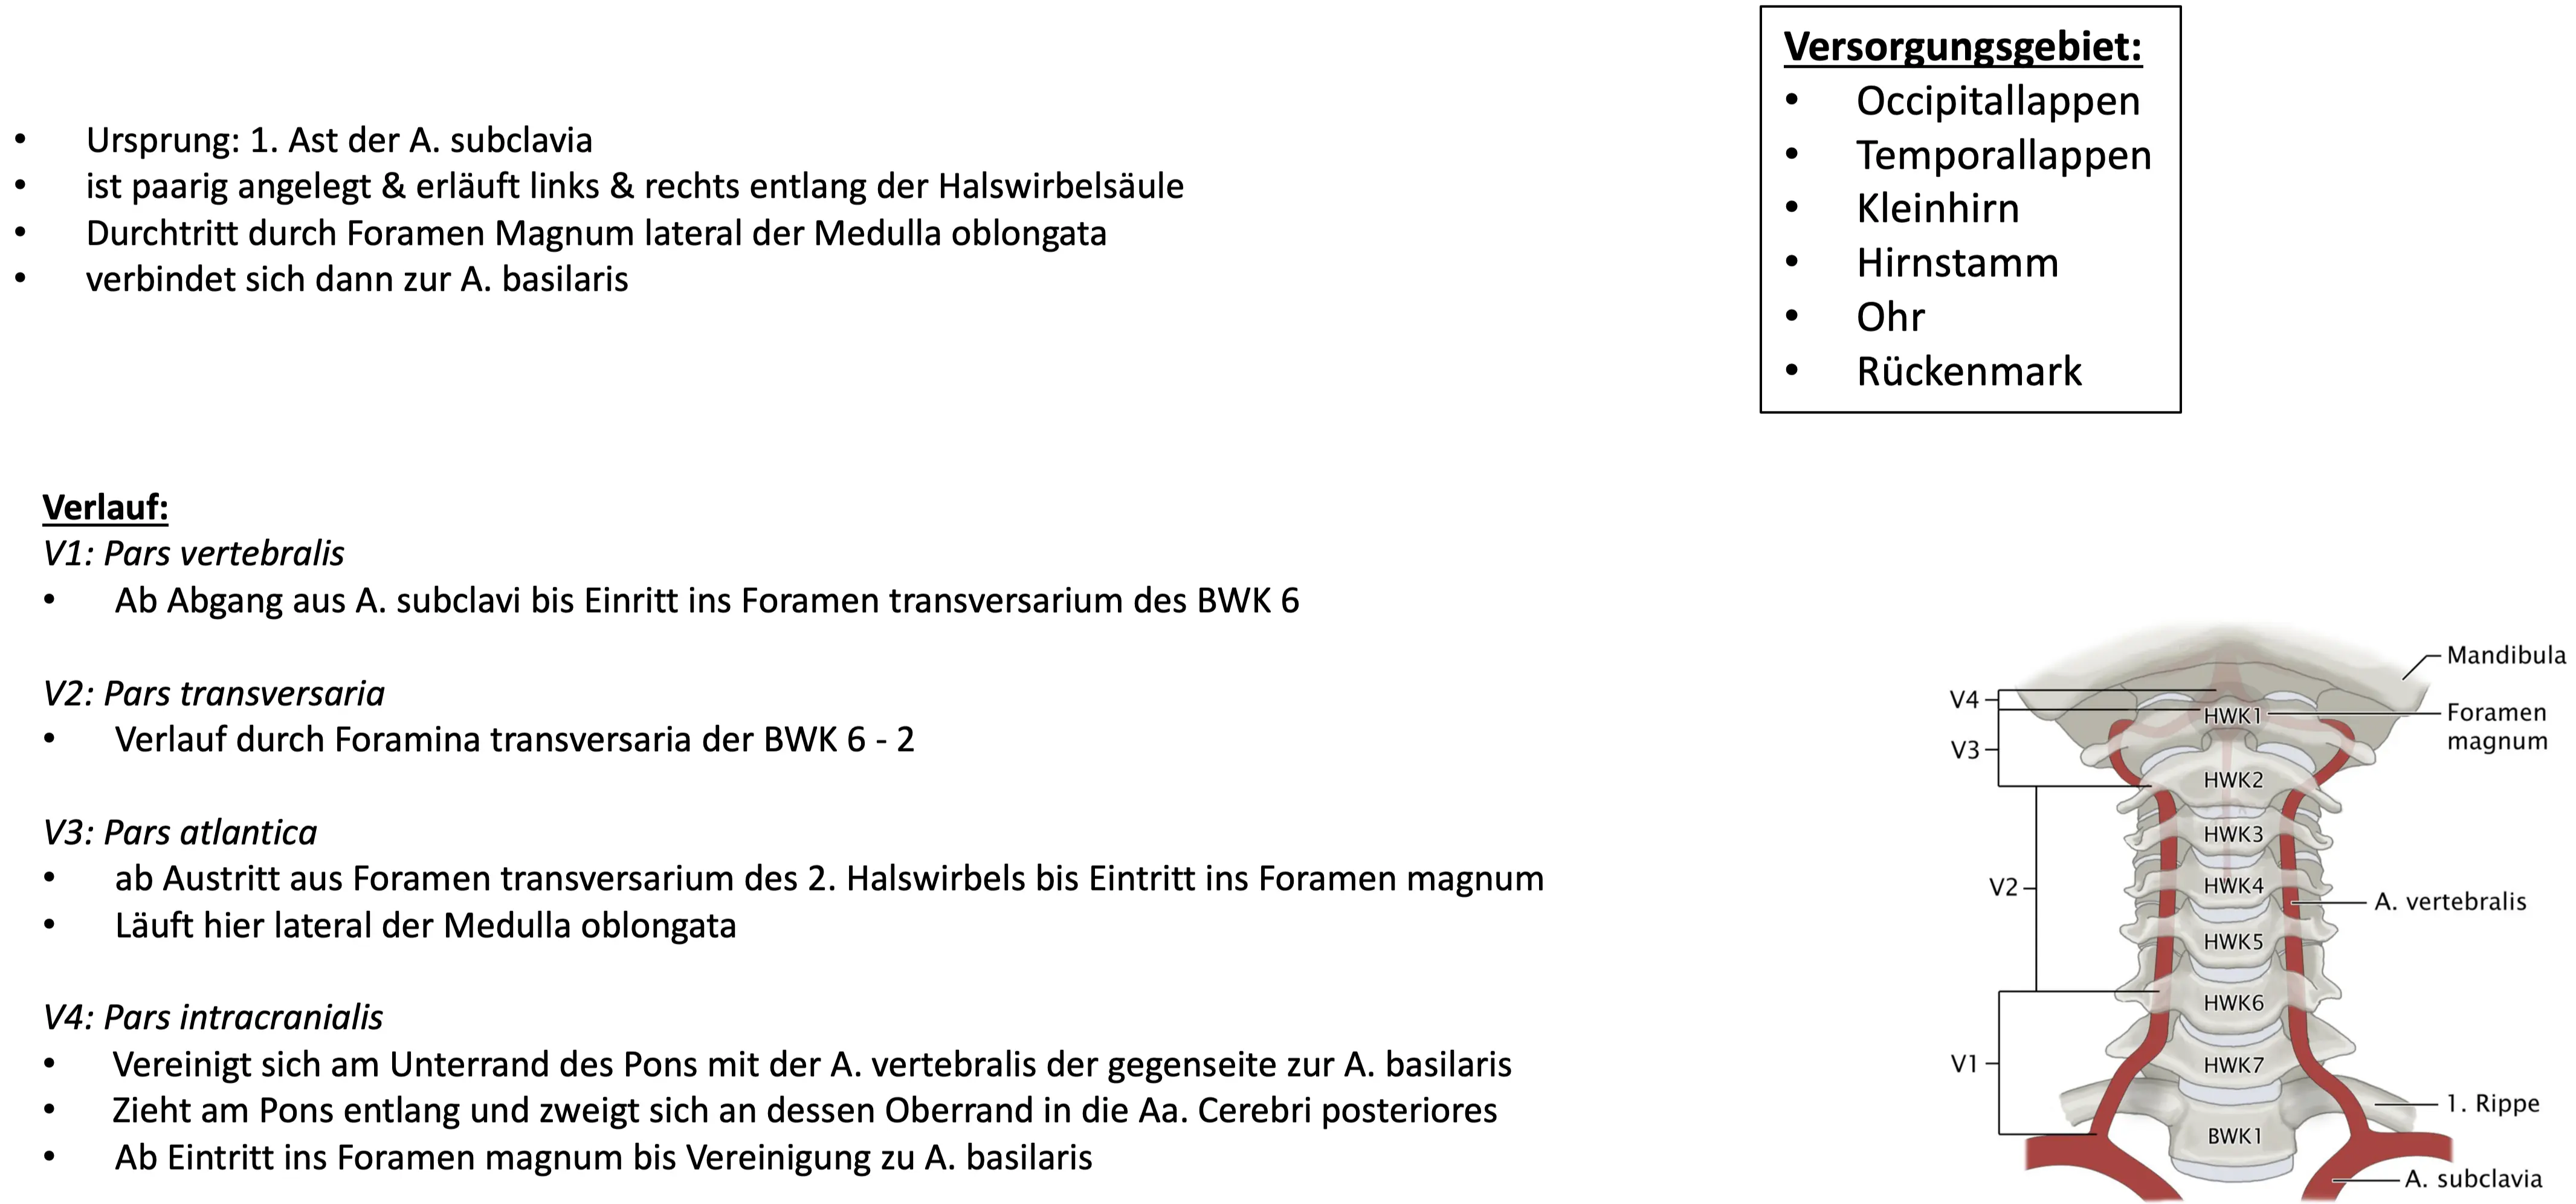 • Ursprung: 1. Ast der A. subclavia
• ist paarig angelegt & erläuft links & rechts entlang der Halswirbelsäule
• Durchtritt durch Foramen Magnum lateral der Medulla oblongata
• verbindet sich dann zur A. basilaris
Versorgungsgebiet:
• Occipitallappen
• Temporallappen
• Kleinhirn
• Hirnstamm
• Ohr
• Rückenmark
Verlauf:
V1: Pars vertebralis
• Ab Abgang aus A. subclavi bis Einritt ins Foramen transversarium des BWK 6
V2: Pars transversaria
• Verlauf durch Foramina transversaria der BWK 6 - 2
V3: Pars atlantica
• ab Austritt aus Foramen transversarium des 2. Halswirbels bis Eintritt ins Foramen magnum
• Läuft hier lateral der Medulla oblongata
V4: Pars intracranialis
• Vereinigt sich am Unterrand des Pons mit der A. vertebralis der gegenseite zur A. basilaris
• Zieht am Pons entlang und zweigt sich an dessen Oberrand in die Aa. Cerebri posteriores
• Ab Eintritt ins Foramen magnum bis Vereinigung zu A. basilaris
Mandibula
V4
HWK1
Foramen
magnum
V3
HWK2
HWK3
V2
HWK4
A. vertebralis
HWK5
HWK6
V1
HWK7
1. Rippe
BWK1
A. subclavia